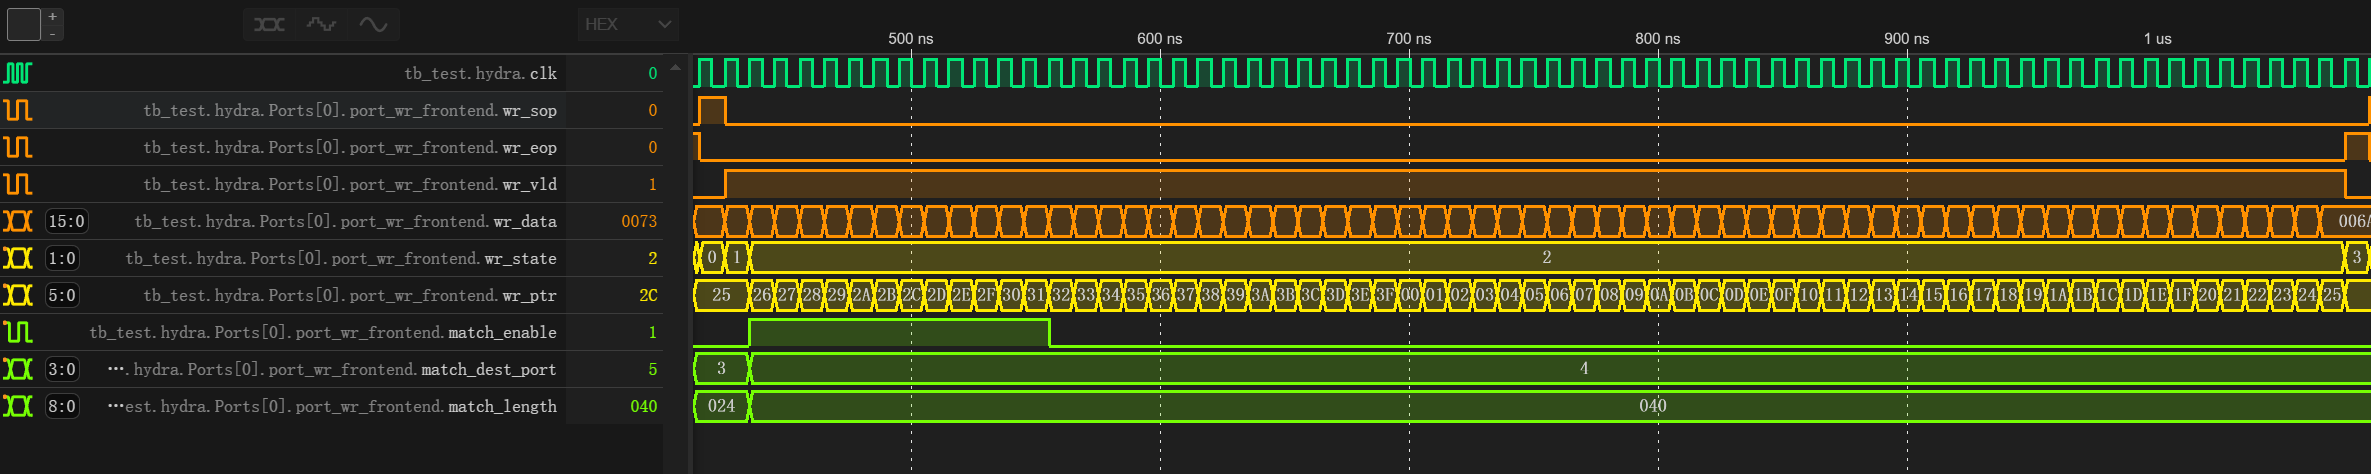 +
-
HEX
500 ns 600 ns 700 ns 800 ns 900 ns 1 us
tb_test.hydra.clk 0
tb_test.hydra.Ports[0].port_wr_frontend.wr_sop 0
tb_test.hydra.Ports[0].port_wr_frontend.wr_eop 0
tb_test.hydra.Ports[0].port_wr_frontend.wr_vld 1
15:0 tb_test.hydra.Ports[0].port_wr_frontend.wr_data 0073 006A
1:0 tb_test.hydra.Ports[0].port_wr_frontend.wr_state 2 0 1 2 3
5:0 tb_test.hydra.Ports[0].port_wr_frontend.wr_ptr 2C 25 26 27 28 29 2A 2B 2C 2D 2E 2F 30 31 32 33 34 35 36 37 38 39 3A 3B 3C 3D 3E 3F 00 01 02 03 04 05 06 07 08 09 0A 0B 0C 0D 0E 0F 10 11 12 13 14 15 16 17 18 19 1A 1B 1C 1D 1E 1F 20 21 22 23 24 25
tb_test.hydra.Ports[0].port_wr_frontend.match_enable 1
3:0 ….hydra.Ports[0].port_wr_frontend.match_dest_port 5 3 4
8:0 …est.hydra.Ports[0].port_wr_frontend.match_length 040 024 040